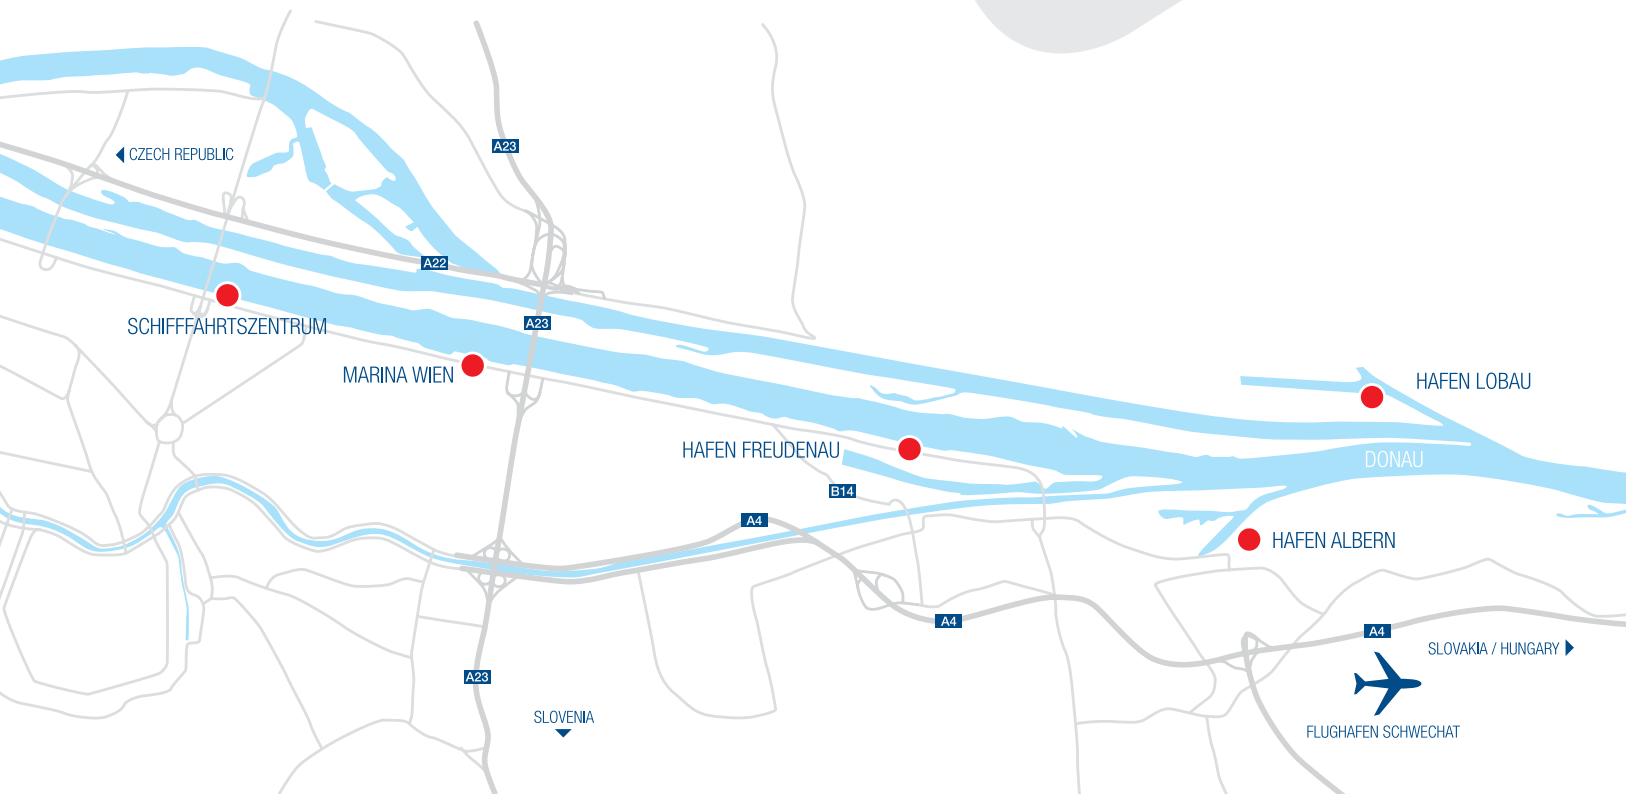 A23
CZECH REPUBLIC
A22
A23
SCHIFFFAHRTSZENTRUM
MARINA WIEN
HAFEN LOBAU
HAFEN FREUDENAU
DONAU
B14
A4
HAFEN ALBERN
A4
A4
SLOVAKIA / HUNGARY
A23
SLOVENIA
FLUGHAFEN SCHWECHAT